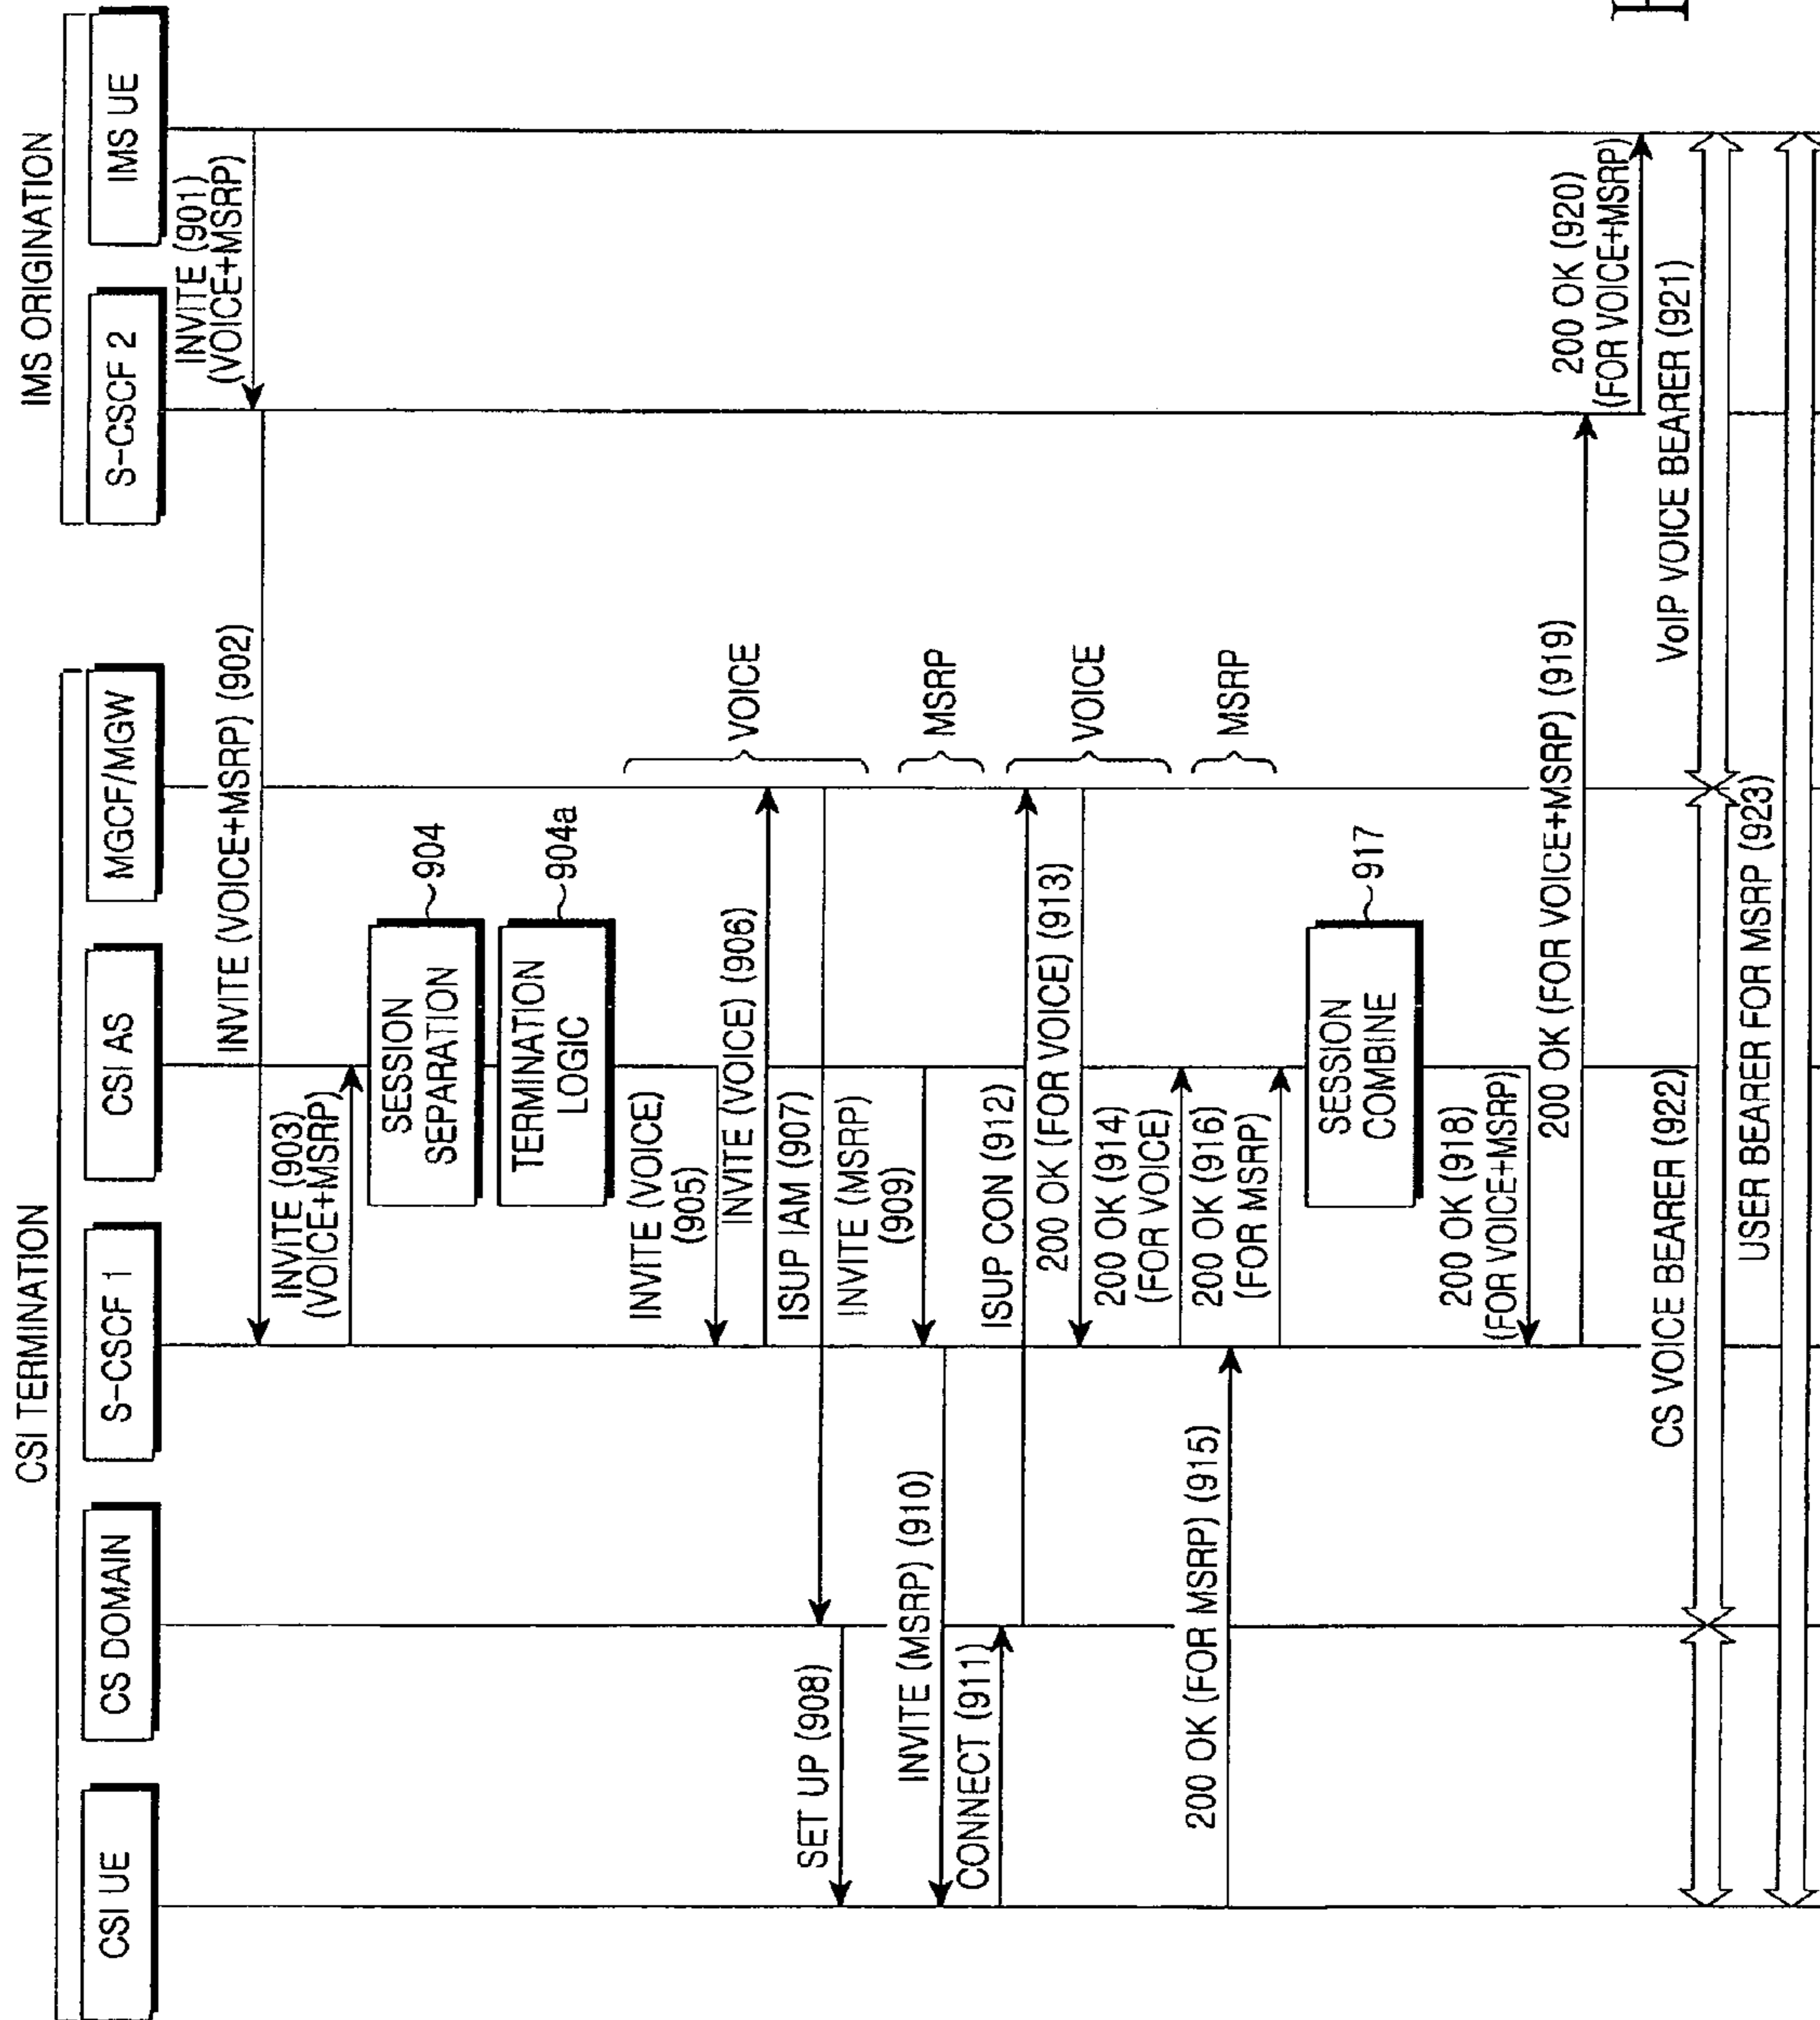 CSI TERMINATION
IMS ORIGINATION
CSI UE
CS DOMAIN
S-CSCF 1
CSI AS
MGCF/MGW
S-CSCF 2
IMS UE
INVITE (901)
(VOICE+MSRP)
INVITE (VOICE+MSRP) (902)
INVITE (903)
(VOICE+MSRP)
SESSION
SEPARATION
904
TERMINATION
LOGIC
904a
INVITE (VOICE)
(905)
INVITE (VOICE) (906)
VOICE
ISUP IAM (907)
SET UP (908)
INVITE (MSRP)
(909)
MSRP
INVITE (MSRP) (910)
CONNECT (911)
ISUP CON (912)
VOICE
200 OK (FOR VOICE) (913)
200 OK (914)
(FOR VOICE)
200 OK (FOR MSRP) (915)
MSRP
200 OK (916)
(FOR MSRP)
SESSION
COMBINE
917
200 OK (918)
(FOR VOICE+MSRP)
200 OK (FOR VOICE+MSRP) (919)
200 OK (920)
(FOR VOICE+MSRP)
VoIP VOICE BEARER (921)
CS VOICE BEARER (922)
USER BEARER FOR MSRP (923)